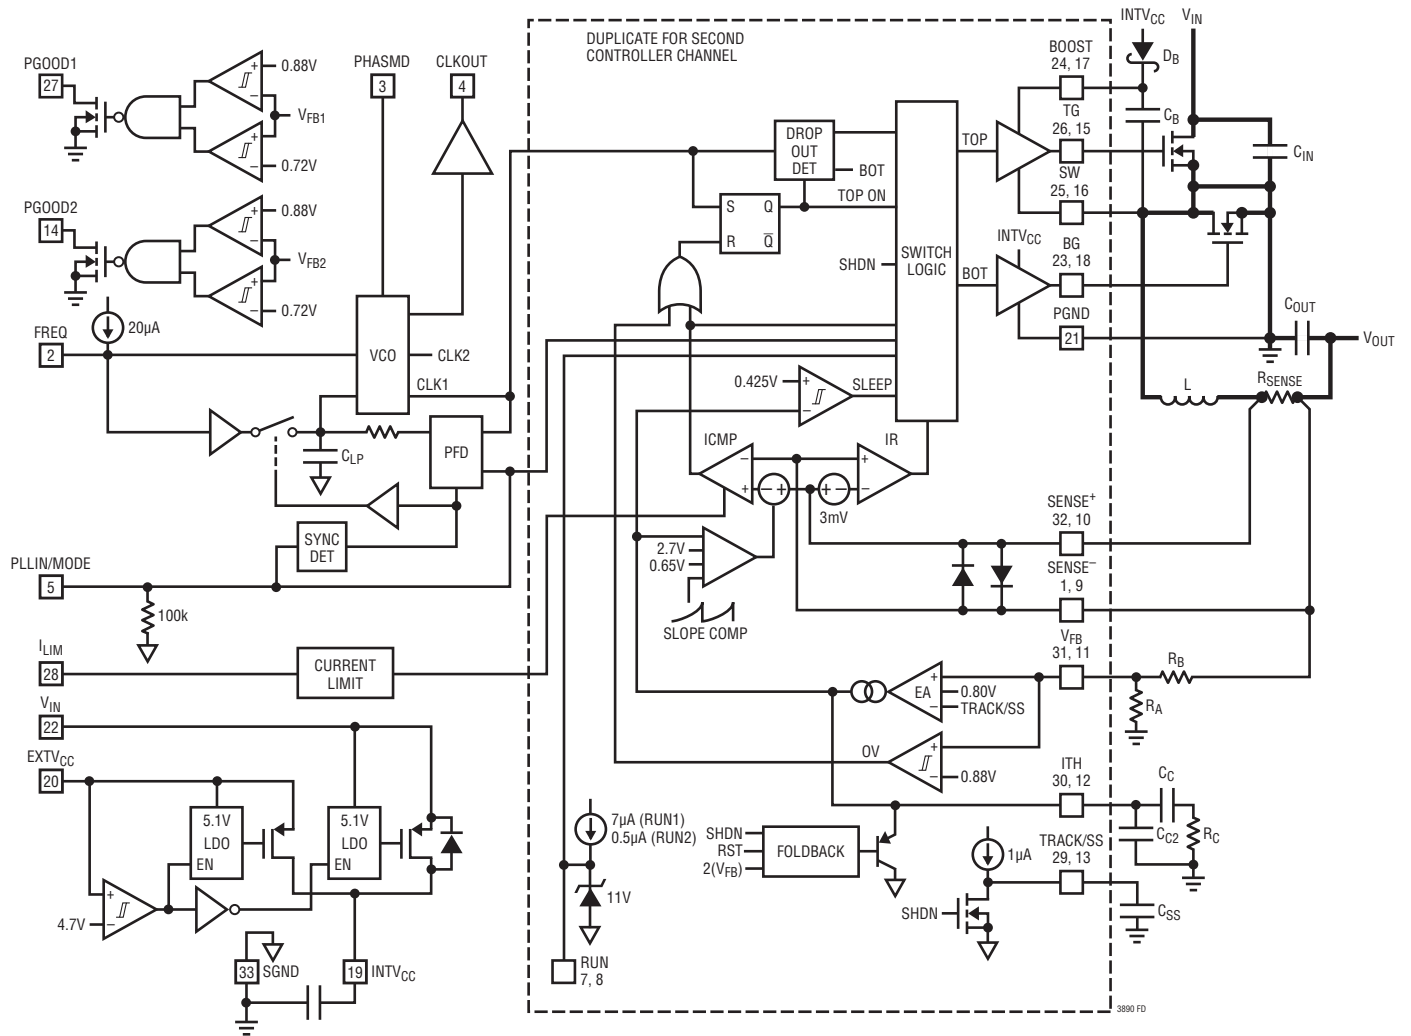 DUPLICATE FOR SECOND
CONTROLLER CHANNEL
PGOOD1
27
+
–
0.88V
VFB1
+
–
0.72V
PGOOD2
14
+
–
0.88V
VFB2
+
–
0.72V
PHASMD
3
CLKOUT
4
FREQ
2
20µA
VCO
CLK2
CLK1
CLP
PFD
SYNC
DET
PLLIN/MODE
5
100k
ILIM
28
CURRENT
LIMIT
VIN
22
EXTVCC
20
5.1V
LDO
EN
5.1V
LDO
EN
+
–
4.7V
33
SGND
19
INTVCC
DROP
OUT
DET
BOT
TOP ON
S
Q
R
Q̅
SHDN
SWITCH
LOGIC
TOP
INTVCC
BOT
0.425V
+
–
SLEEP
ICMP
–
+
– +
+ –
3mV
IR
+
–
2.7V
0.65V
SLOPE COMP
EA
+
0.80V
–
TRACK/SS
OV
+
–
0.88V
7µA (RUN1)
0.5µA (RUN2)
11V
RUN
7, 8
SHDN
RST
2(VFB)
FOLDBACK
1µA
SHDN
BOOST
24, 17
TG
26, 15
SW
25, 16
BG
23, 18
PGND
21
SENSE+
32, 10
SENSE–
1, 9
VFB
31, 11
ITH
30, 12
TRACK/SS
29, 13
INTVCC
VIN
DB
CB
CIN
COUT
VOUT
L
RSENSE
RB
RA
CC
CC2
RC
CSS
3890 FD